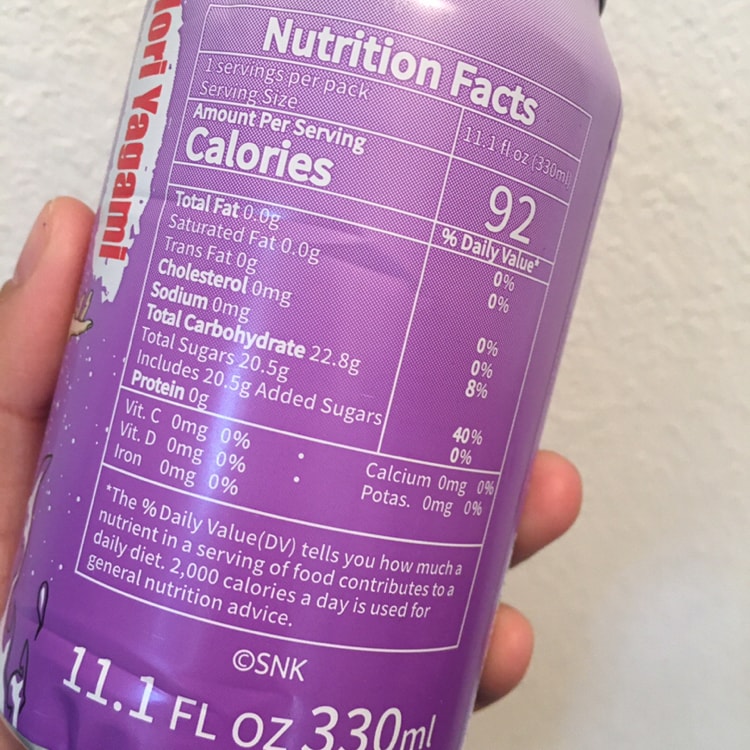 Iori Yagami
Nutrition Facts
1 servings per pack
Serving Size 11.1 fl oz (330ml)
Amount Per Serving
Calories 92
% Daily Value*
Total Fat 0.0g 0%
Saturated Fat 0.0g 0%
Trans Fat 0g
Cholesterol 0mg 0%
Sodium 0mg 0%
Total Carbohydrate 22.8g 8%
Total Sugars 20.5g
Includes 20.5g Added Sugars 40%
Protein 0g 0%
Vit. C 0mg 0% • Calcium 0mg 0%
Vit. D 0mg 0% • Potas. 0mg 0%
Iron 0mg 0%
*The % Daily Value(DV) tells you how much a
nutrient in a serving of food contributes to a
daily diet. 2,000 calories a day is used for
general nutrition advice.
©SNK
11.1 FL OZ 330ml